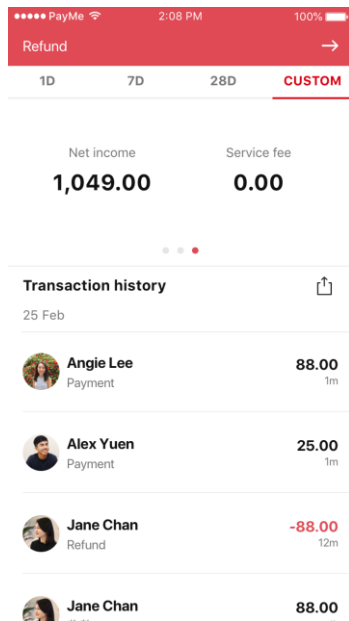 PayMe 2:08 PM 100%
Refund
1D 7D 28D CUSTOM
Net income Service fee
1,049.00 0.00
Transaction history
25 Feb
Angie Lee 88.00
Payment 1m
Alex Yuen 25.00
Payment 1m
Jane Chan -88.00
Refund 12m
Jane Chan 88.00